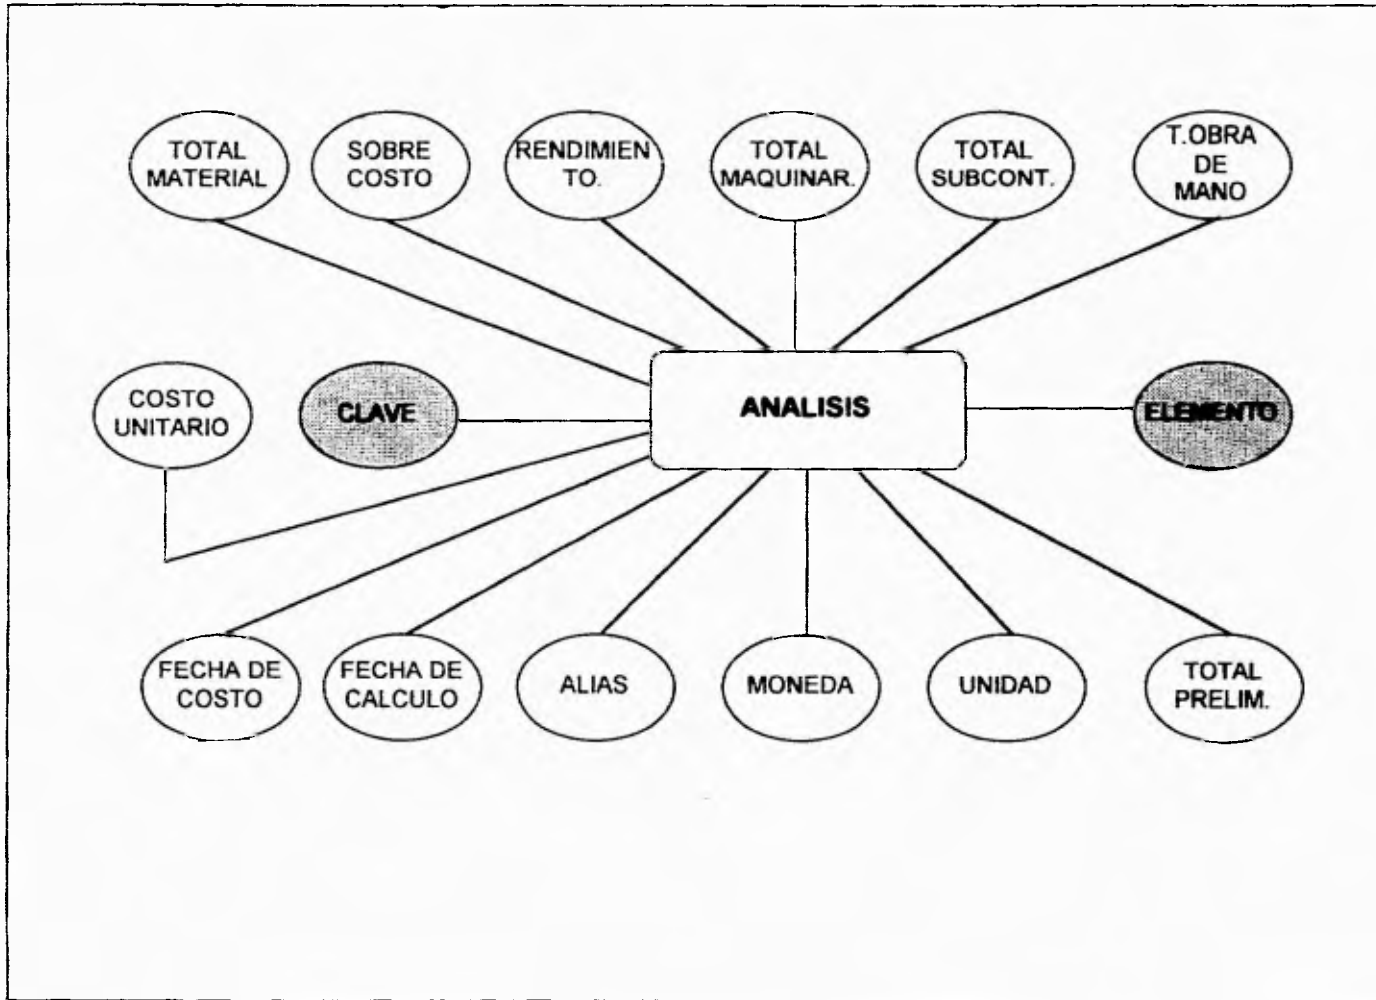 TOTAL
MATERIAL
SOBRE
COSTO
RENDIMIEN
TO.
TOTAL
MAQUINAR.
TOTAL
SUBCONT.
T.OBRA
DE
MANO
COSTO
UNITARIO
CLAVE
ANALISIS
ELEMENTO
FECHA DE
COSTO
FECHA DE
CALCULO
ALIAS
MONEDA
UNIDAD
TOTAL
PRELIM.